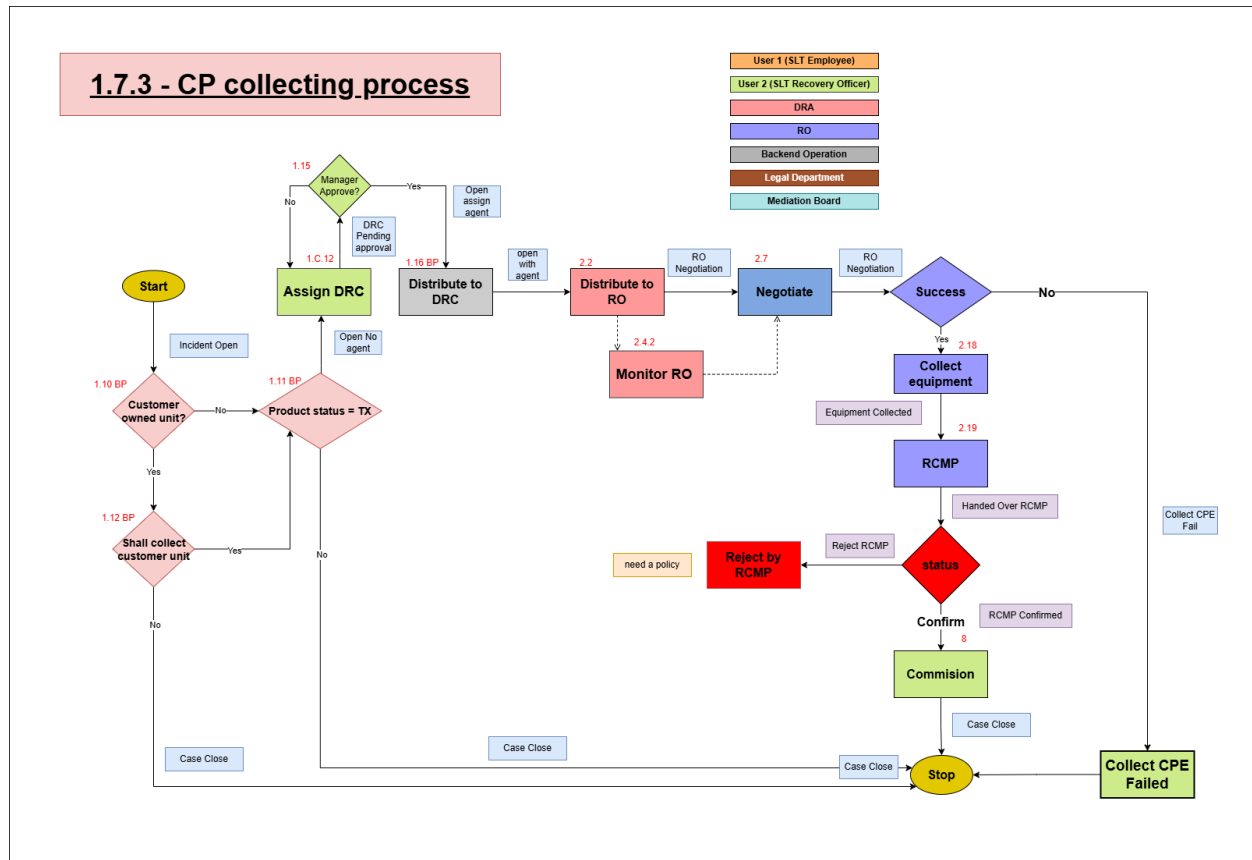 1.7.3 - CP collecting process
User 1 (SLT Employee)
User 2 (SLT Recovery Officer)
DRA
RO
Backend Operation
Legal Department
Mediation Board
1.15
Manager
Approve?
No
Yes
Open
assign
agent
DRC
Pending
approval
1.C.12
Assign DRC
1.16 BP
Distribute to
DRC
open
with
agent
2.2
Distribute to
RO
RO
Negotiation
2.7
Negotiate
RO
Negotiation
Success
No
Yes
Start
Incident Open
Open No
agent
2.4.2
Monitor RO
2.18
Collect
equipment
1.10 BP
Customer
owned unit?
No
1.11 BP
Product status = TX
Equipment Collected
2.19
RCMP
Yes
1.12 BP
Shall collect
customer unit
Yes
No
Handed Over RCMP
Collect CPE
Fail
need a policy
Reject by
RCMP
Reject RCMP
status
No
Confirm
RCMP Confirmed
8
Commision
Case Close
Case Close
Case Close
Case Close
Stop
Collect CPE
Failed